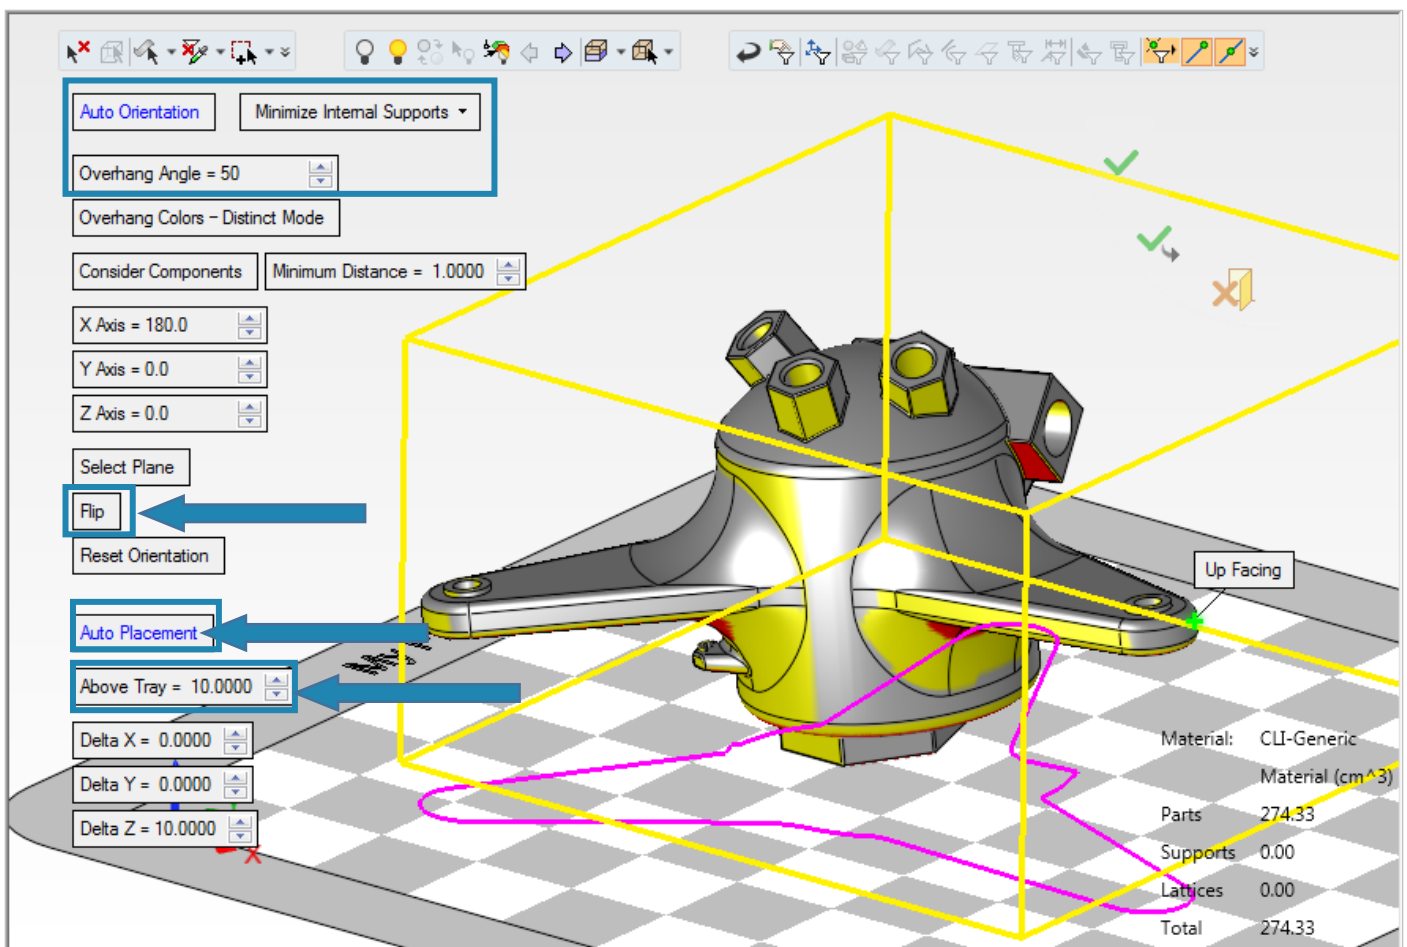 Auto Orientation
Minimize Internal Supports
Overhang Angle = 50
Overhang Colors - Distinct Mode
Consider Components
Minimum Distance = 1.0000
X Axis = 180.0
Y Axis = 0.0
Z Axis = 0.0
Select Plane
Flip
Reset Orientation
Up Facing
Auto Placement
Above Tray = 10.0000
Delta X = 0.0000
Delta Y = 0.0000
Delta Z = 10.0000
X
Material: CLI-Generic
Material (cm^3)
Parts 274.33
Supports 0.00
Lattices 0.00
Total 274.33